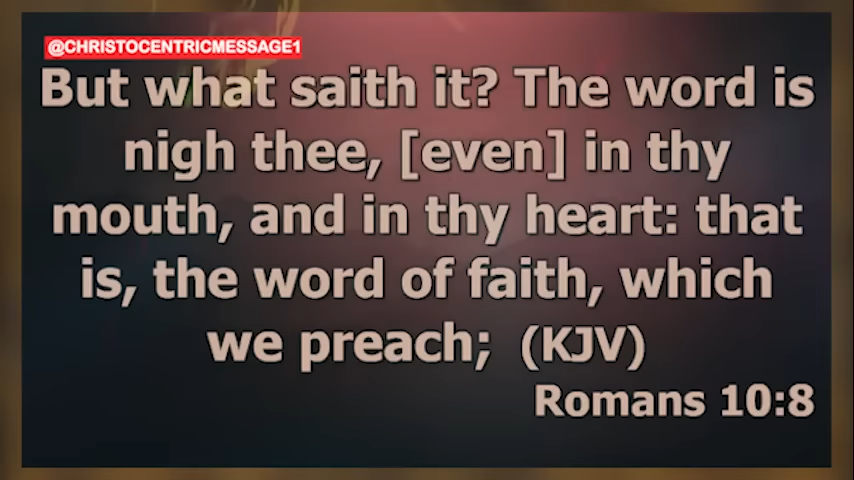 @CHRISTOCENTRICMESSAGE1
But what saith it? The word is
nigh thee, [even] in thy
mouth, and in thy heart: that
is, the word of faith, which
we preach; (KJV)
Romans 10:8